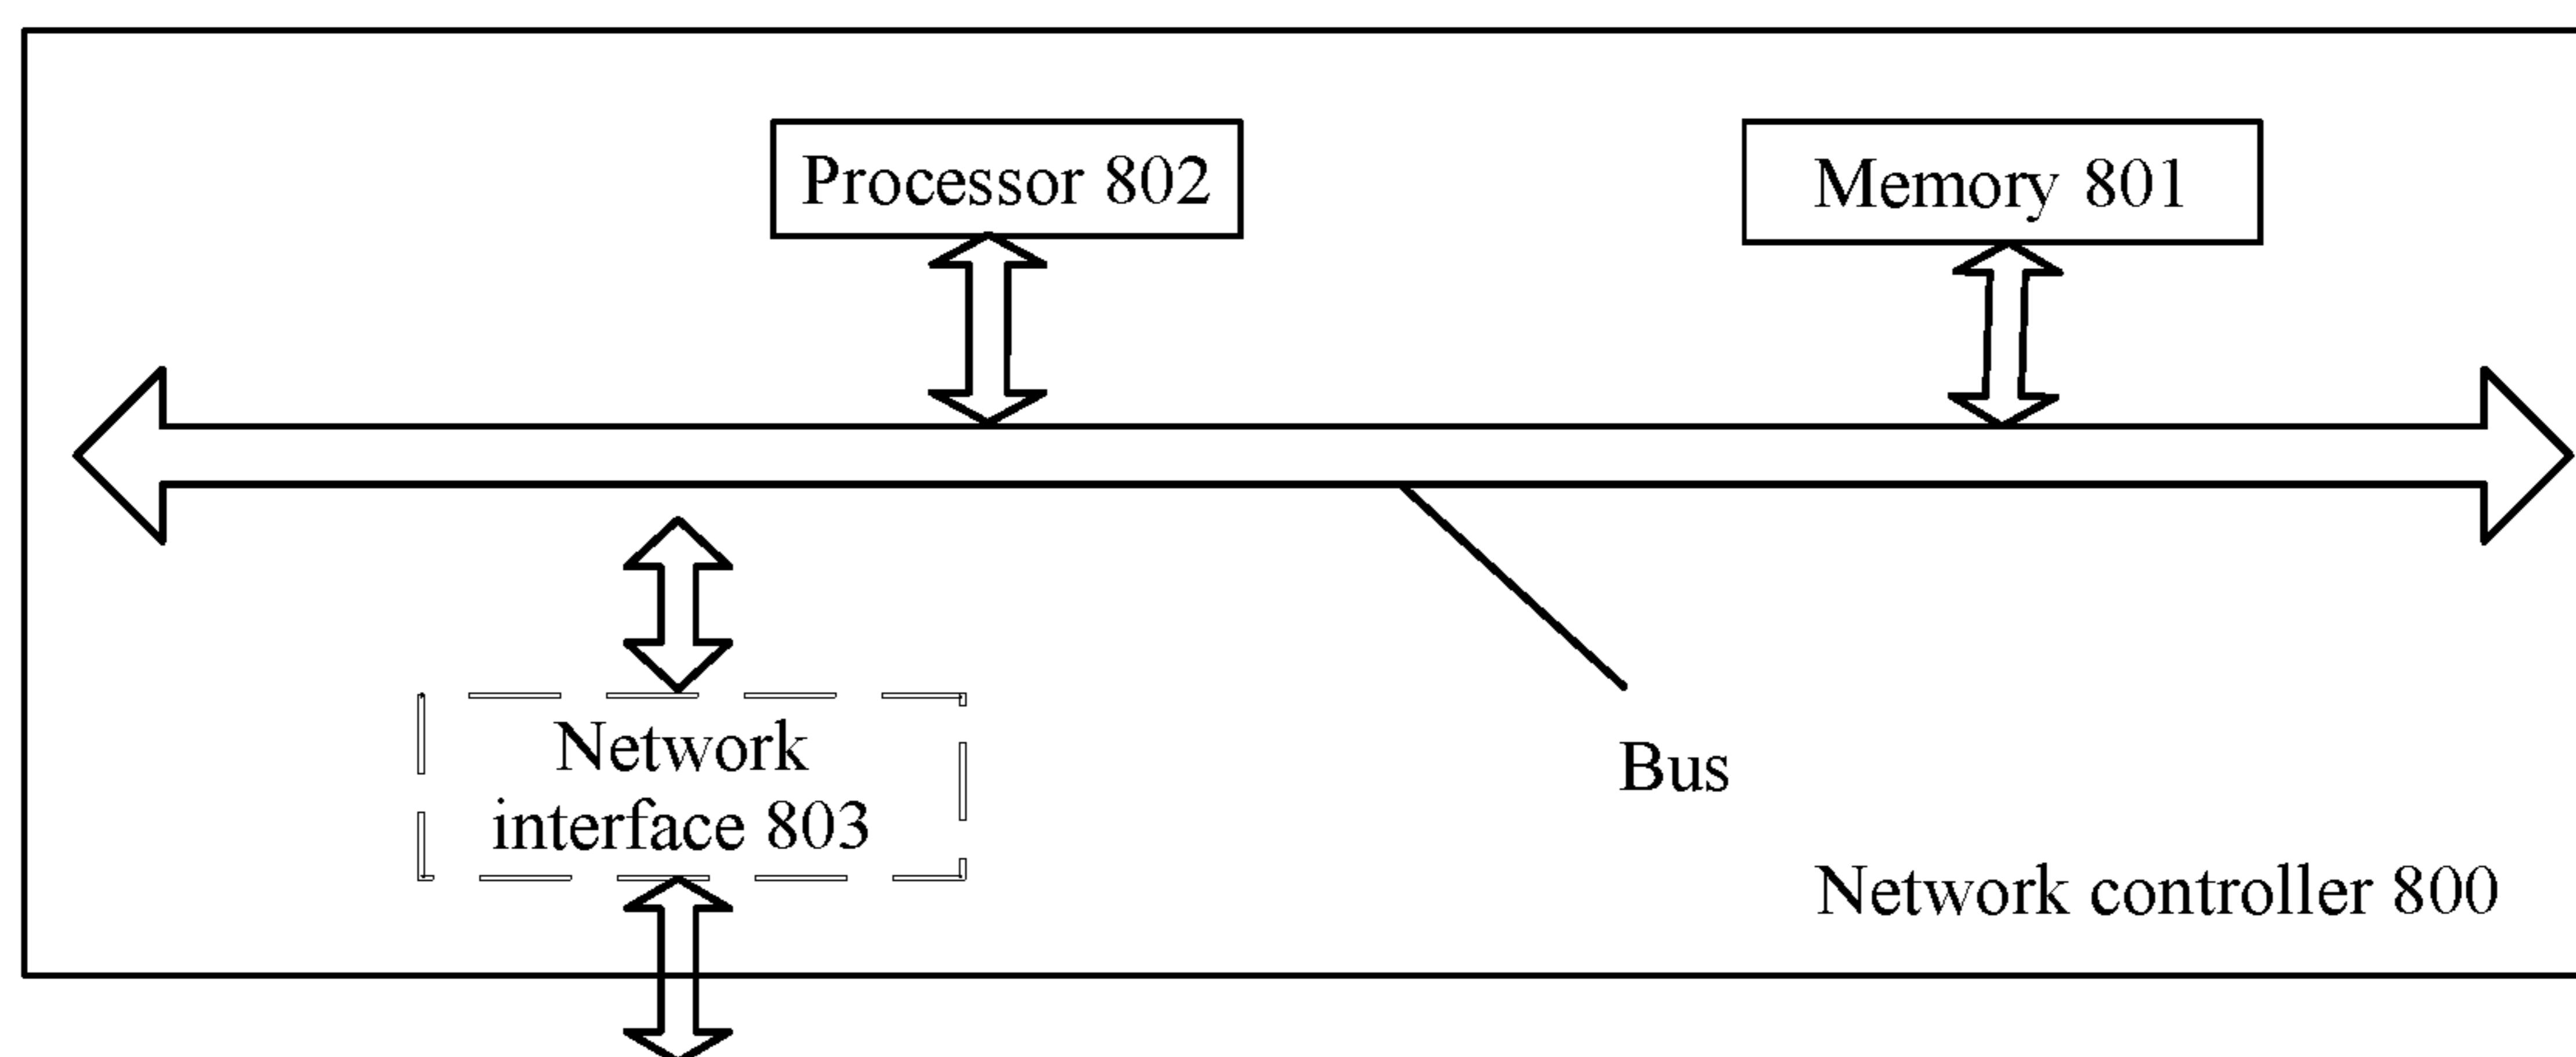 Processor 802
Memory 801
Network
interface 803
Bus
Network controller 800